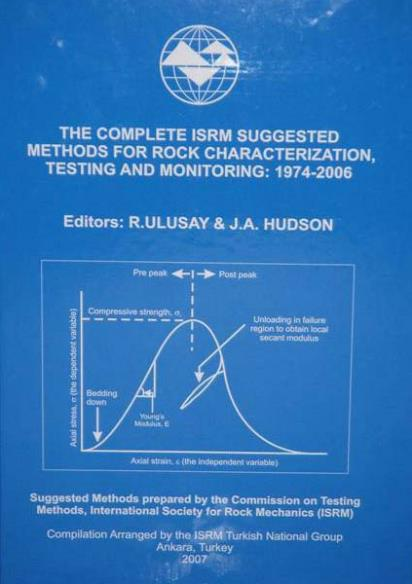 THE COMPLETE ISRM SUGGESTED
METHODS FOR ROCK CHARACTERIZATION,
TESTING AND MONITORING: 1974-2006
Editors: R.ULUSAY & J.A. HUDSON
Pre peak
Post peak
Compressive strength, σc
Unloading in failure
region to obtain local
secant modulus
Axial stress, σ (the dependent variable)
Bedding
down
Young's
Modulus, E
Axial strain, ε (the independent variable)
Suggested Methods prepared by the Commission on Testing
Methods, International Society for Rock Mechanics (ISRM)
Compilation Arranged by the ISRM Turkish National Group
Ankara, Turkey
2007